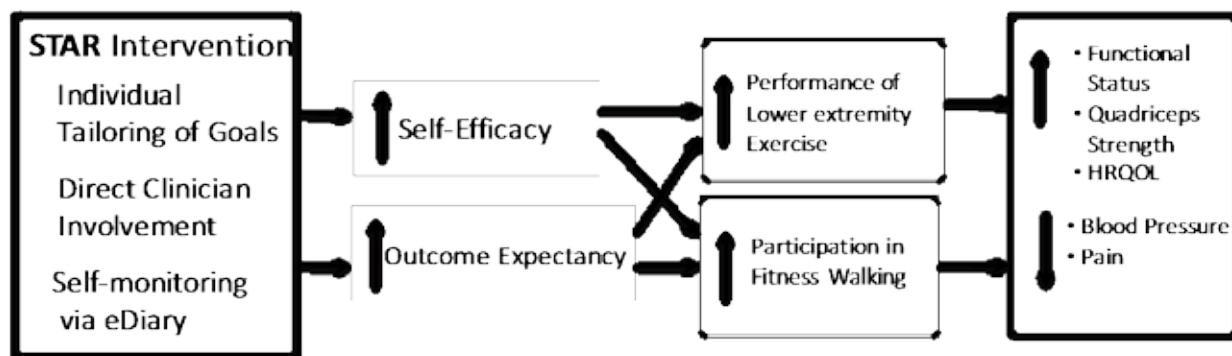 STAR Intervention
Individual
Tailoring of Goals
Direct Clinician
Involvement
Self-monitoring
via eDiary
Self-Efficacy
Outcome Expectancy
Performance of
Lower extremity
Exercise
Participation in
Fitness Walking
• Functional
Status
• Quadriceps
Strength
• HRQOL
• Blood Pressure
• Pain